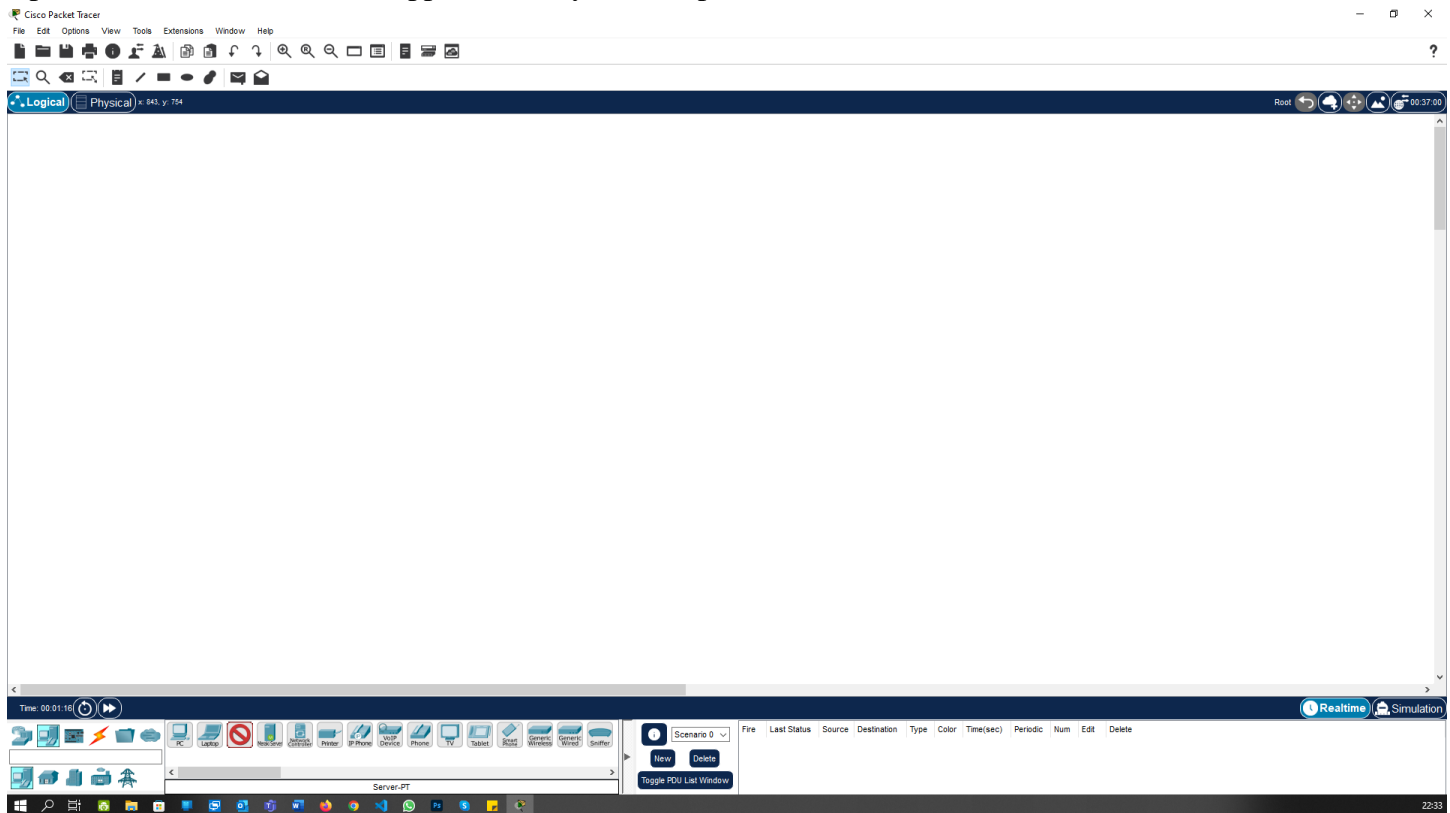 Cisco Packet Tracer
File Edit Options View Tools Extensions Window Help
?
Logical Physical x: 843, y: 754 Root 00:37:00
Time: 00:01:16 Realtime Simulation
PC Laptop Printer IP Phone VoIP Device Phone TV Tablet Smart Phone Generic Wireless Generic Wired Sniffer
Server-PT
Scenario 0
New Delete
Toggle PDU List Window
Fire Last Status Source Destination Type Color Time(sec) Periodic Num Edit Delete
22:33